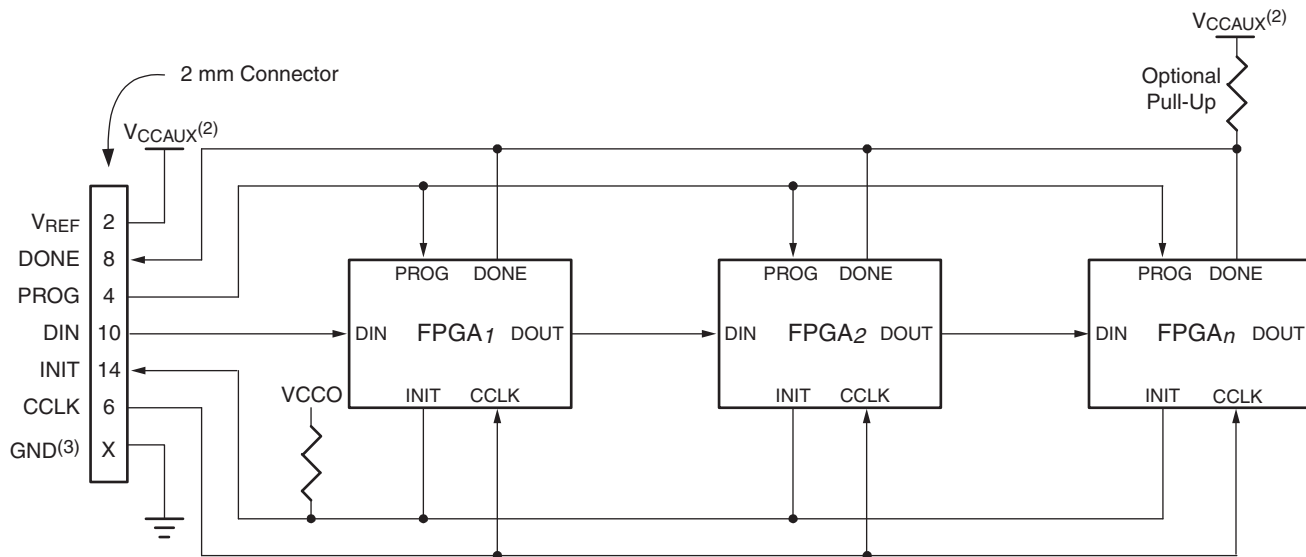 VCCAUX(2)
2 mm Connector
Optional
Pull-Up
VCCAUX(2)
VREF 2
DONE 8
PROG 4
DIN 10
INIT 14
CCLK 6
GND(3) X
VCCO
PROG DONE
DIN FPGA1 DOUT
INIT CCLK
PROG DONE
DIN FPGA2 DOUT
INIT CCLK
PROG DONE
DIN FPGAn DOUT
INIT CCLK